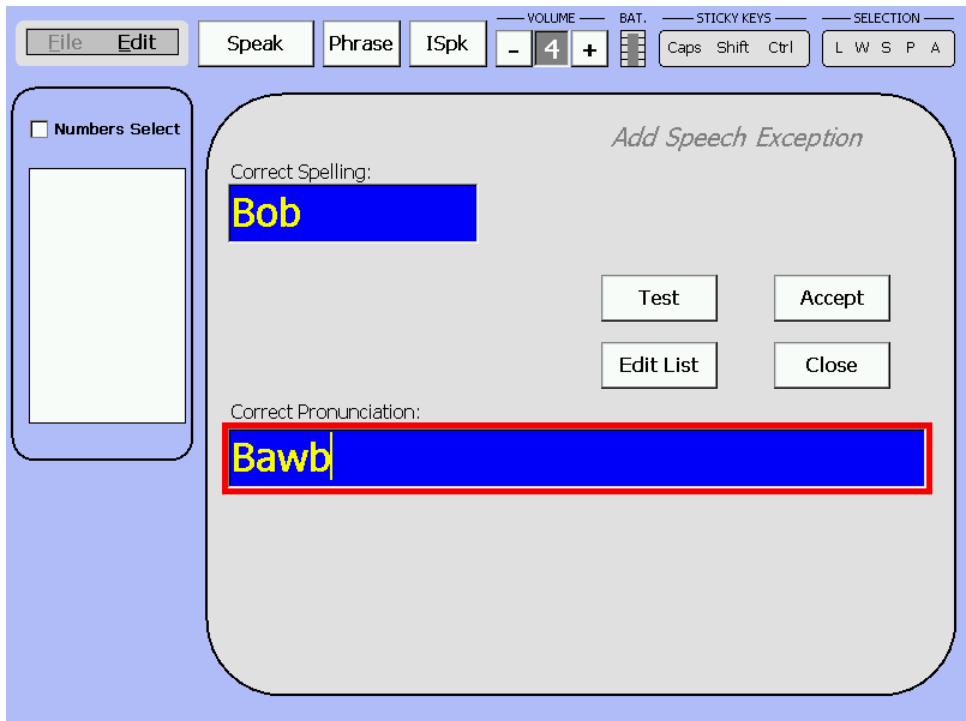 VOLUME BAT. STICKY KEYS SELECTION
File Edit Speak Phrase ISpk - 4 + Caps Shift Ctrl L W S P A
Numbers Select
Add Speech Exception
Correct Spelling:
Bob
Test Accept
Edit List Close
Correct Pronunciation:
Bawb